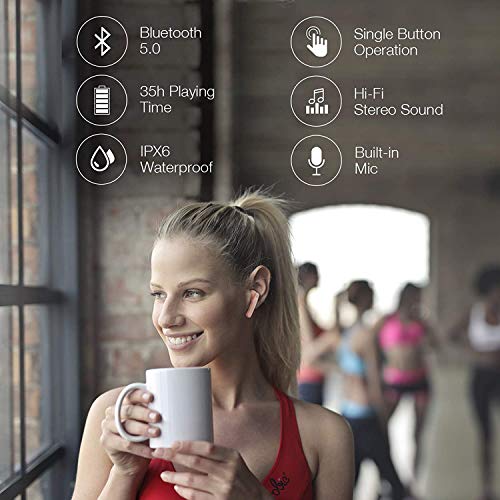 Bluetooth
5.0
35h Playing
Time
IPX6
Waterproof
Single Button
Operation
Hi-Fi
Stereo Sound
Built-in
Mic